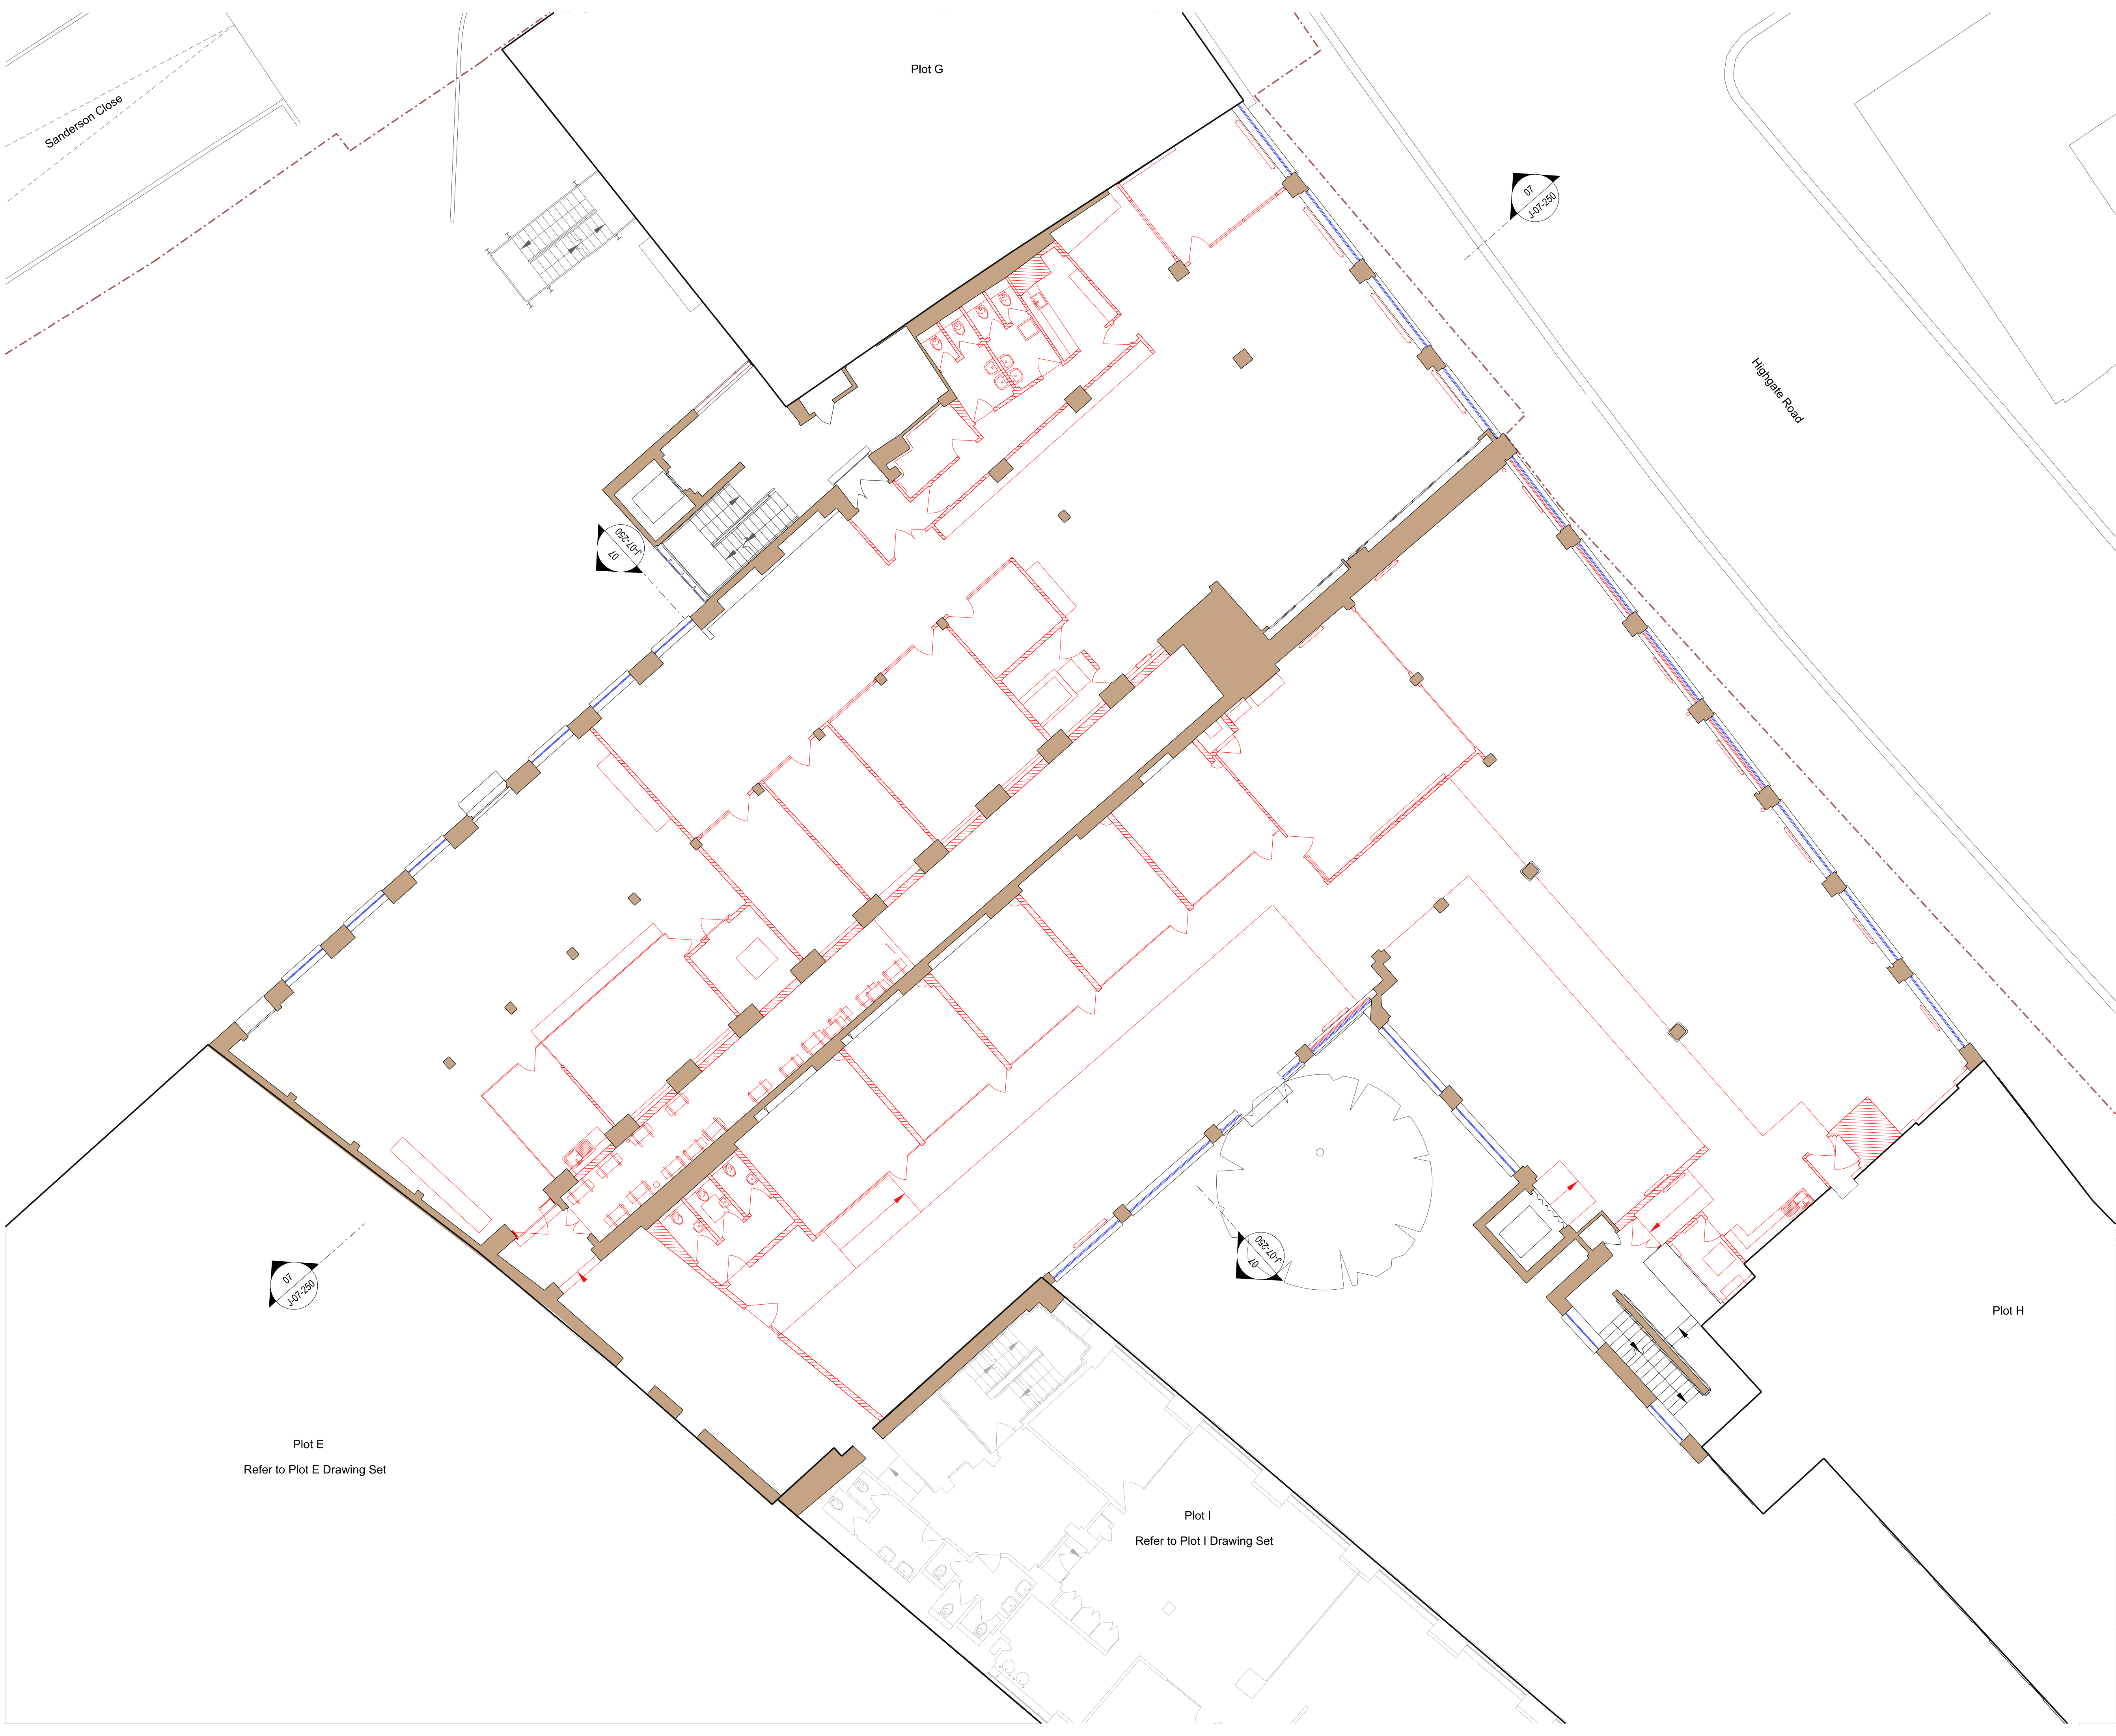 Plot G
Sanderson Close
07
J-07-250
Highgate Road
07
J-07-250
07
J-07-250
07
J-07-250
Plot H
Plot E
Refer to Plot E Drawing Set
Plot I
Refer to Plot I Drawing Set